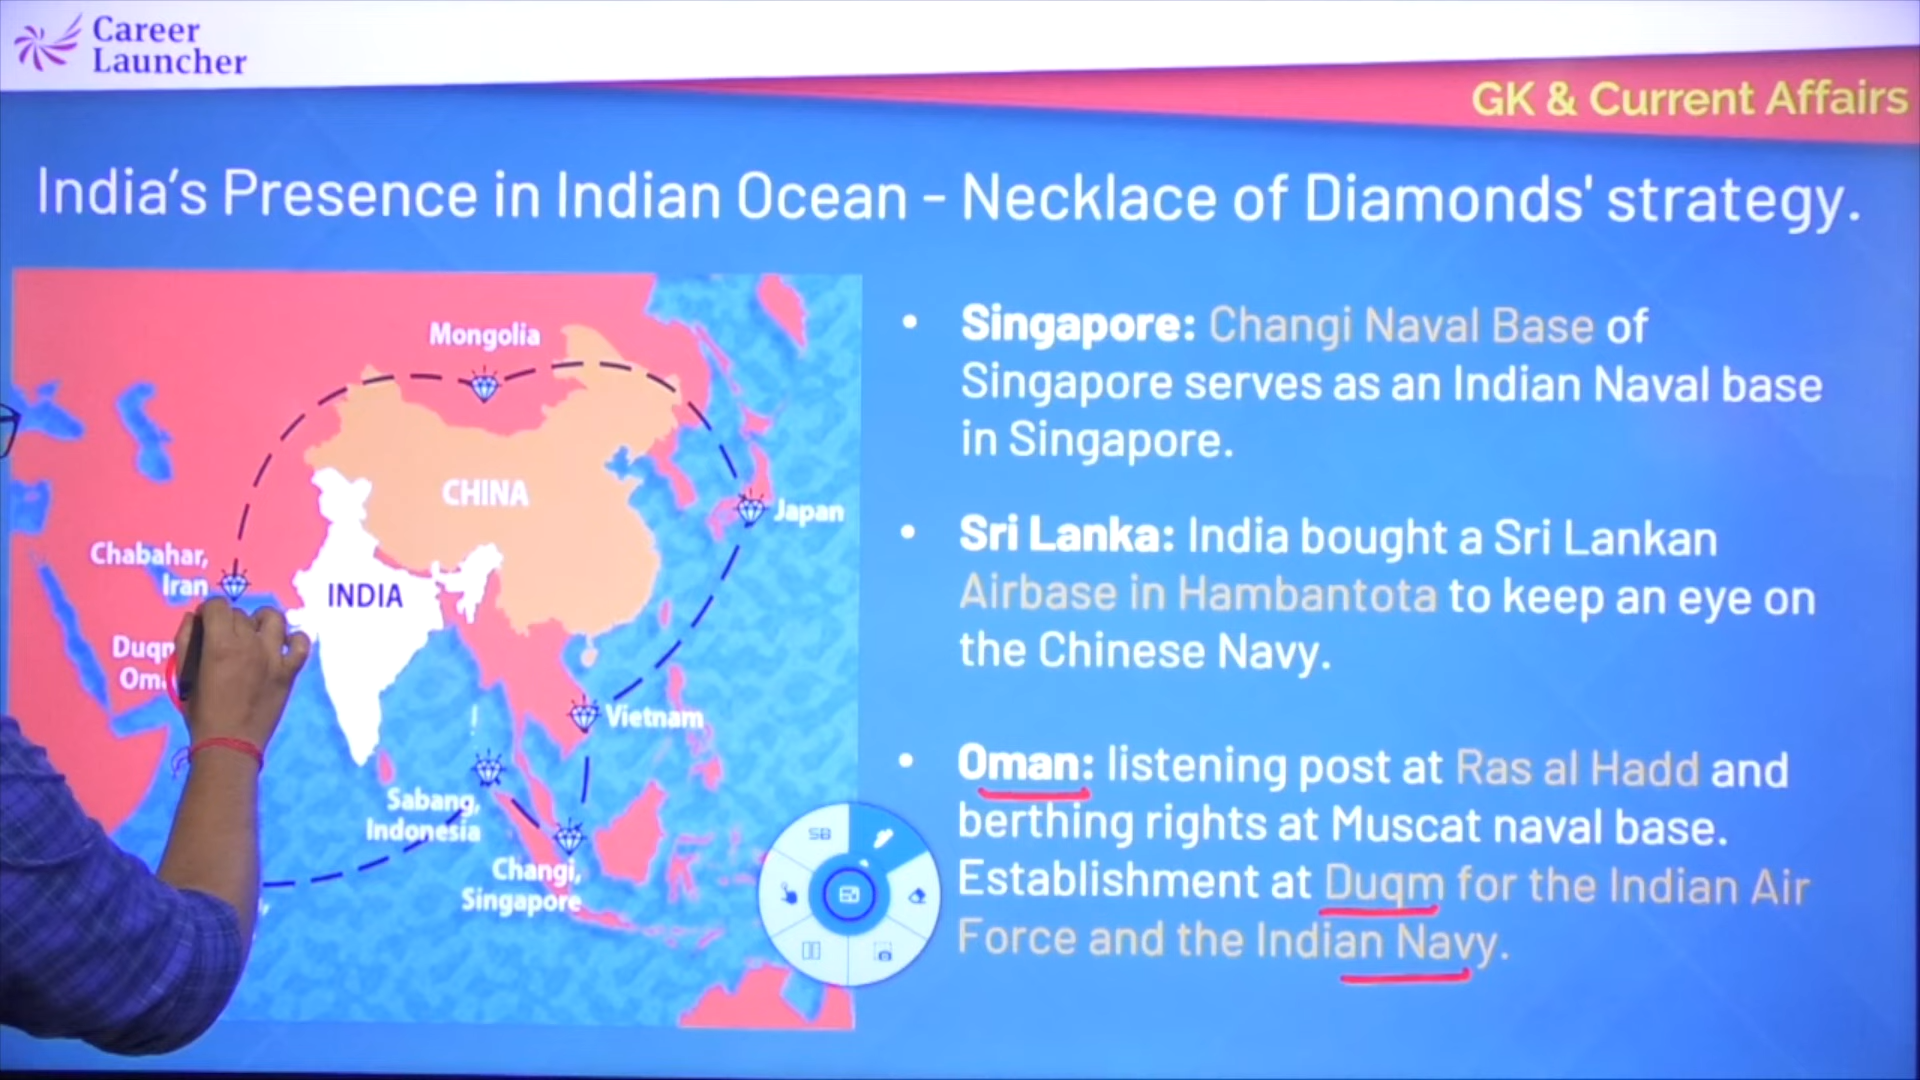 Career
Launcher
GK & Current Affairs
India's Presence in Indian Ocean - Necklace of Diamonds' strategy.
Mongolia
CHINA
Japan
Chabahar,
Iran
INDIA
Vietnam
Sabang,
Indonesia
Changi,
Singapore
• Singapore: Changi Naval Base of
Singapore serves as an Indian Naval base
in Singapore.
• Sri Lanka: India bought a Sri Lankan
Airbase in Hambantota to keep an eye on
the Chinese Navy.
• Oman: listening post at Ras al Hadd and
berthing rights at Muscat naval base.
Establishment at Duqm for the Indian Air
Force and the Indian Navy.
SB